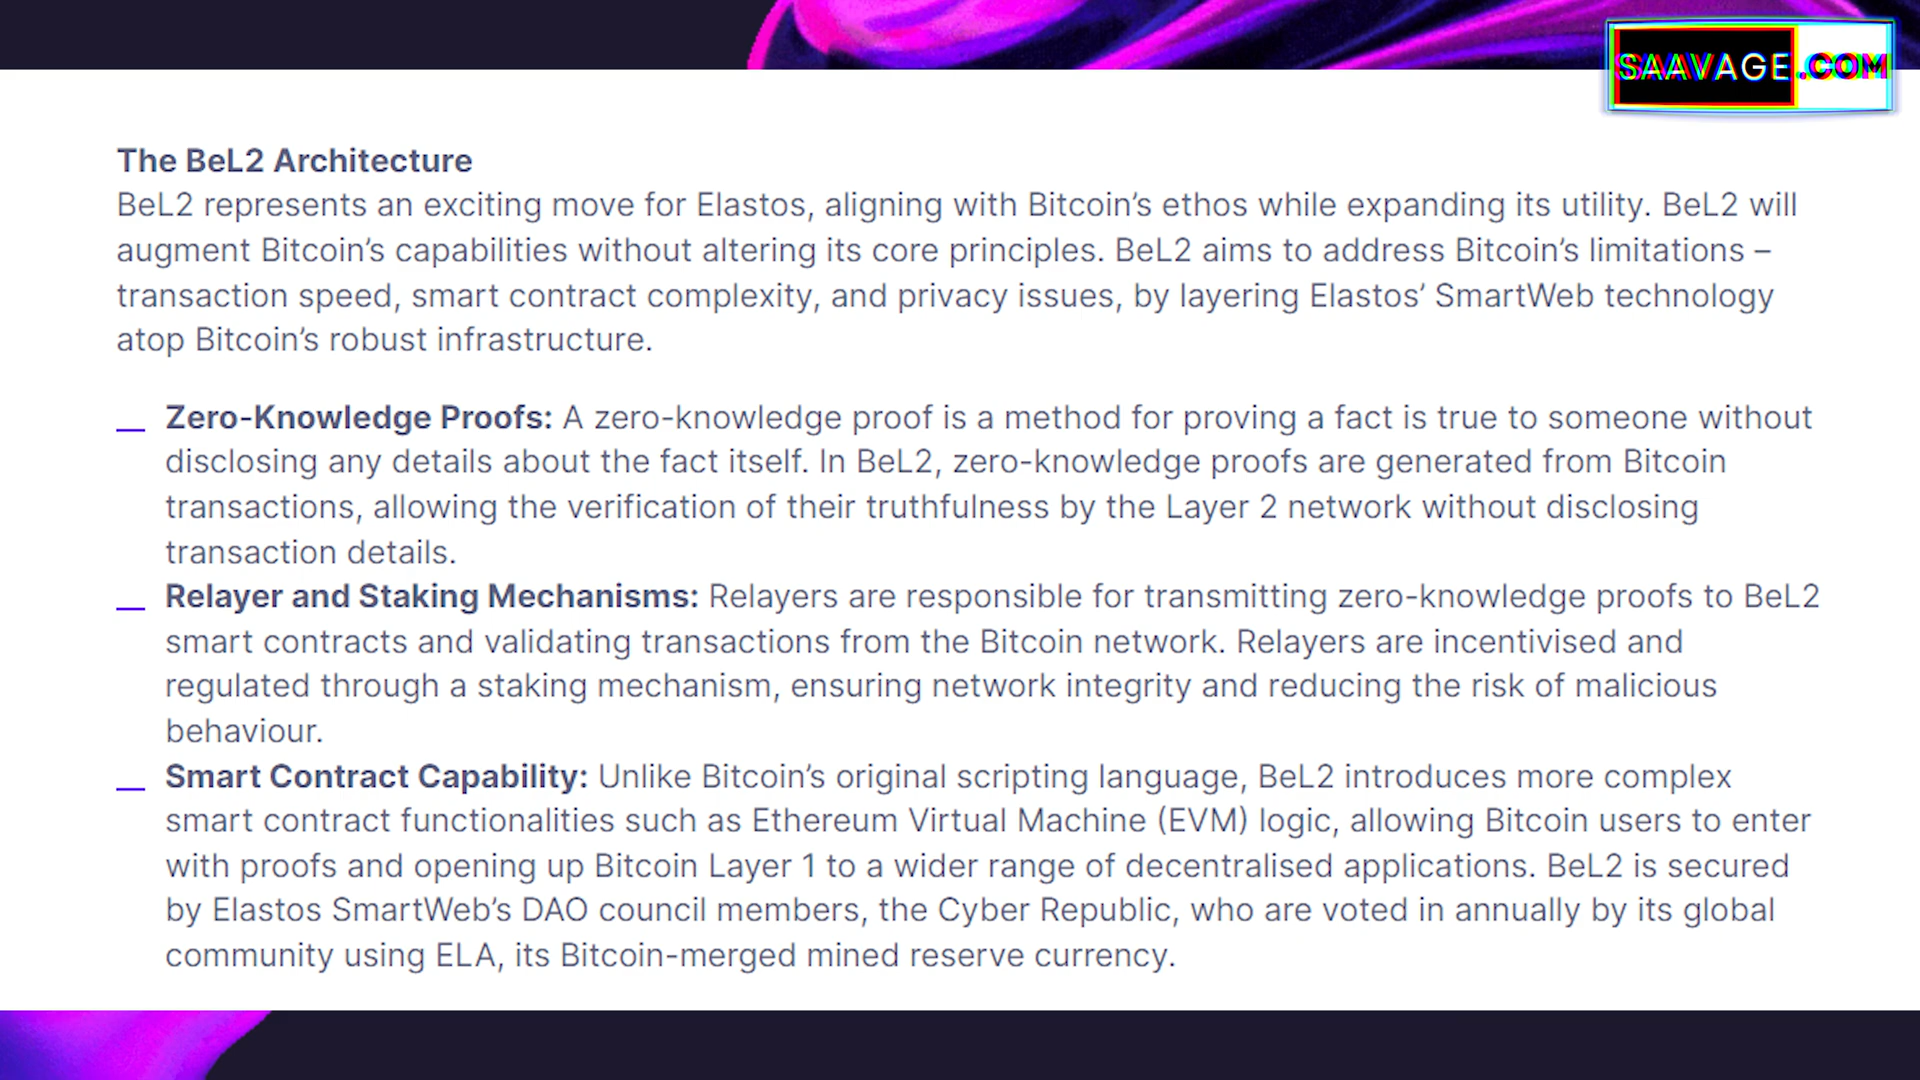 SAAVAGE.COM
The BeL2 Architecture
BeL2 represents an exciting move for Elastos, aligning with Bitcoin’s ethos while expanding its utility. BeL2 will
augment Bitcoin’s capabilities without altering its core principles. BeL2 aims to address Bitcoin’s limitations –
transaction speed, smart contract complexity, and privacy issues, by layering Elastos’ SmartWeb technology
atop Bitcoin’s robust infrastructure.
Zero-Knowledge Proofs: A zero-knowledge proof is a method for proving a fact is true to someone without
disclosing any details about the fact itself. In BeL2, zero-knowledge proofs are generated from Bitcoin
transactions, allowing the verification of their truthfulness by the Layer 2 network without disclosing
transaction details.
Relayer and Staking Mechanisms: Relayers are responsible for transmitting zero-knowledge proofs to BeL2
smart contracts and validating transactions from the Bitcoin network. Relayers are incentivised and
regulated through a staking mechanism, ensuring network integrity and reducing the risk of malicious
behaviour.
Smart Contract Capability: Unlike Bitcoin’s original scripting language, BeL2 introduces more complex
smart contract functionalities such as Ethereum Virtual Machine (EVM) logic, allowing Bitcoin users to enter
with proofs and opening up Bitcoin Layer 1 to a wider range of decentralised applications. BeL2 is secured
by Elastos SmartWeb’s DAO council members, the Cyber Republic, who are voted in annually by its global
community using ELA, its Bitcoin-merged mined reserve currency.